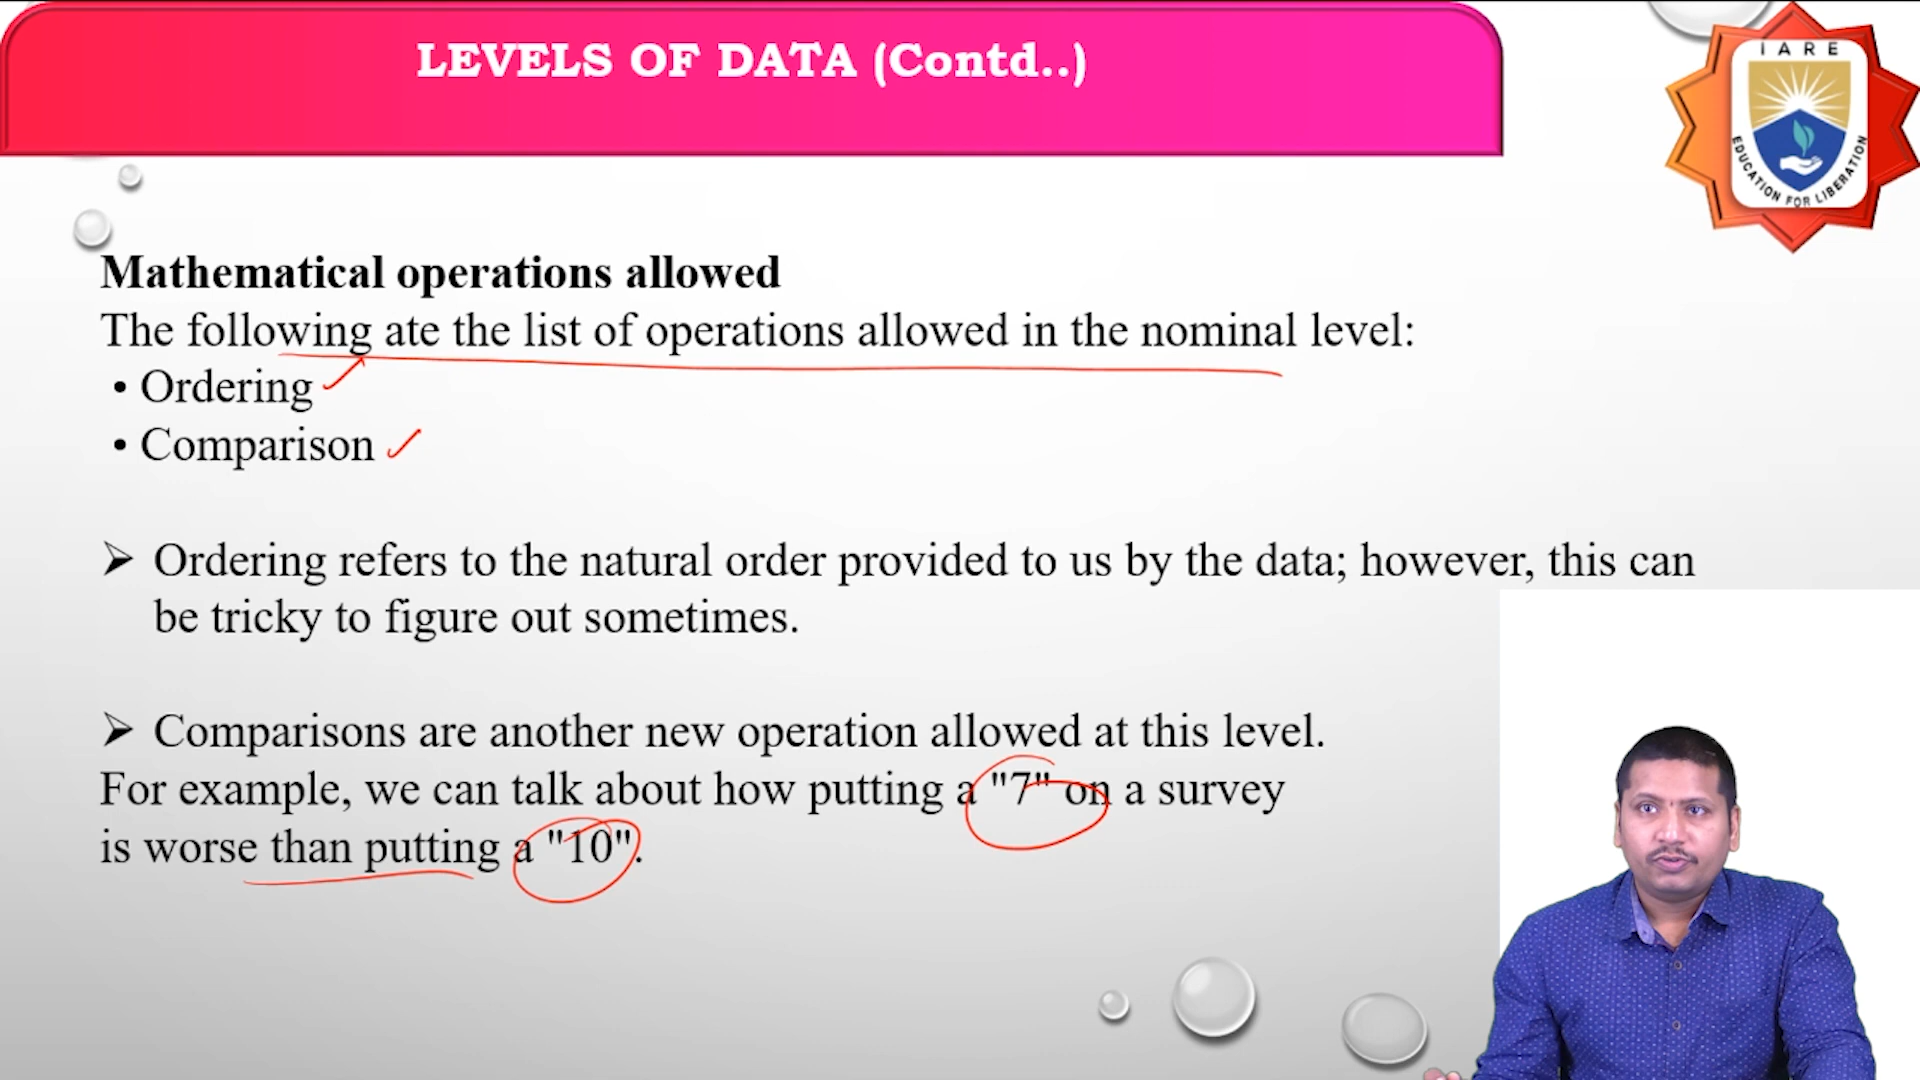 LEVELS OF DATA (Contd..)
IARE
EDUCATION FOR LIBERATION
Mathematical operations allowed
The following ate the list of operations allowed in the nominal level:
• Ordering
• Comparison
➢ Ordering refers to the natural order provided to us by the data; however, this can
be tricky to figure out sometimes.
➢ Comparisons are another new operation allowed at this level.
For example, we can talk about how putting a "7" on a survey
is worse than putting a "10".